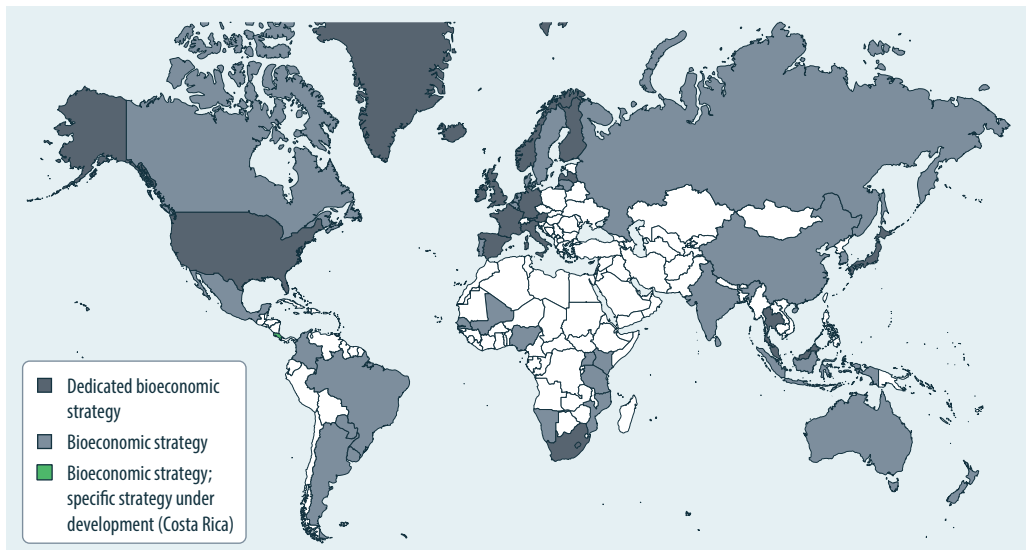 Dedicated bioeconomic
strategy
Bioeconomic strategy
Bioeconomic strategy;
specific strategy under
development (Costa Rica)